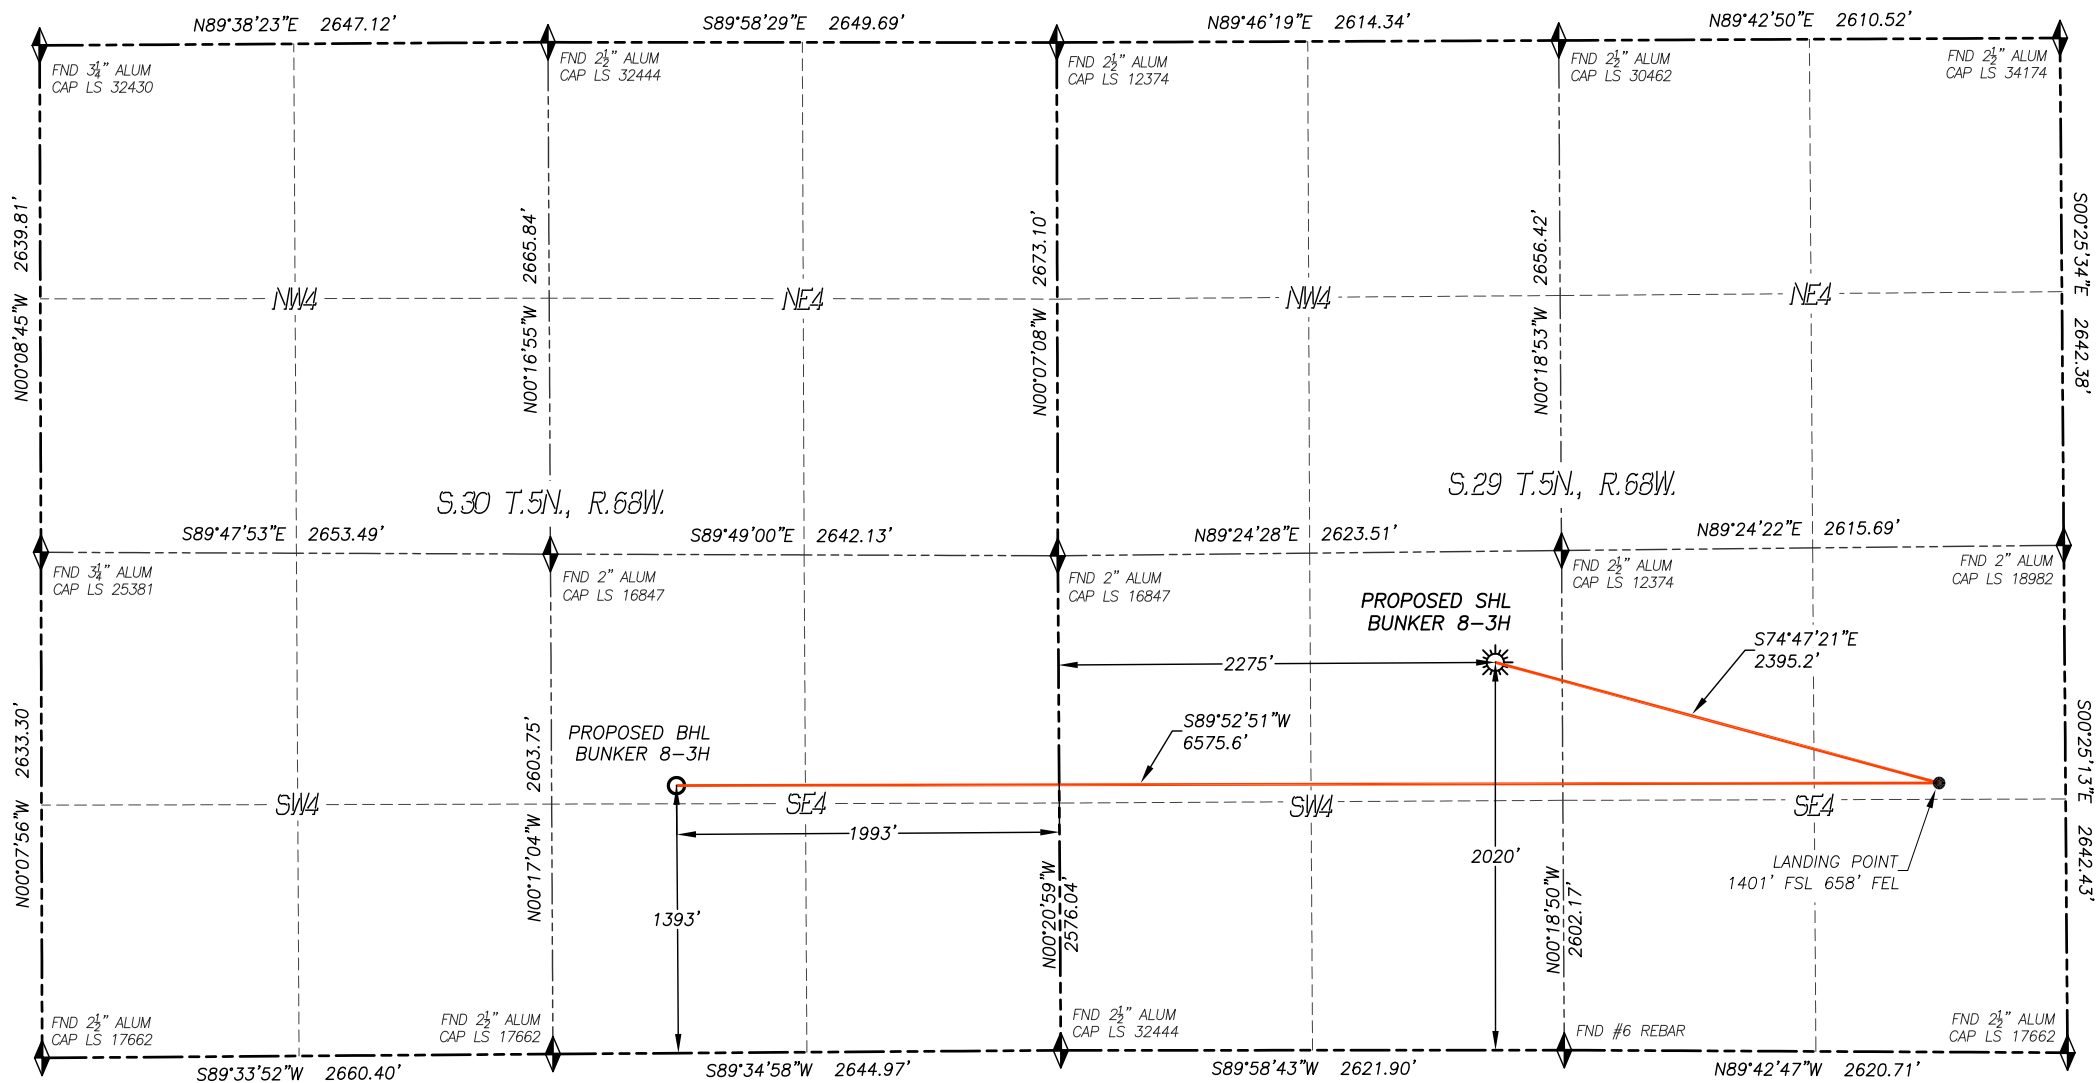 N89°38'23"E 2647.12'
S89°58'29"E 2649.69'
N89°46'19"E 2614.34'
N89°42'50"E 2610.52'
FND 3¼" ALUM
CAP LS 32430
FND 2½" ALUM
CAP LS 32444
FND 2½" ALUM
CAP LS 12374
FND 2½" ALUM
CAP LS 30462
FND 2½" ALUM
CAP LS 34174
N00°08'45"W 2639.81'
N00°16'55"W 2665.84'
N00°07'08"W 2673.10'
N00°18'53"W 2656.42'
S00°25'34"E 2642.38'
NW4
NE4
NW4
NE4
S.30 T.5N., R.68W.
S.29 T.5N., R.68W.
S89°47'53"E 2653.49'
S89°49'00"E 2642.13'
N89°24'28"E 2623.51'
N89°24'22"E 2615.69'
FND 3¼" ALUM
CAP LS 25381
FND 2" ALUM
CAP LS 16847
FND 2" ALUM
CAP LS 16847
FND 2½" ALUM
CAP LS 12374
FND 2" ALUM
CAP LS 18982
PROPOSED SHL
BUNKER 8-3H
S74°47'21"E
2395.2'
2275'
S89°52'51"W
6575.6'
PROPOSED BHL
BUNKER 8-3H
N00°07'56"W 2633.30'
N00°17'04"W 2603.75'
N00°20'59"W
2576.04'
N00°18'50"W
2602.17'
S00°25'13"E 2642.43'
SW4
SE4
SW4
SE4
1993'
2020'
1393'
LANDING POINT
1401' FSL 658' FEL
FND 2½" ALUM
CAP LS 17662
FND 2½" ALUM
CAP LS 17662
FND 2½" ALUM
CAP LS 32444
FND #6 REBAR
FND 2½" ALUM
CAP LS 17662
S89°33'52"W 2660.40'
S89°34'58"W 2644.97'
S89°58'43"W 2621.90'
N89°42'47"W 2620.71'